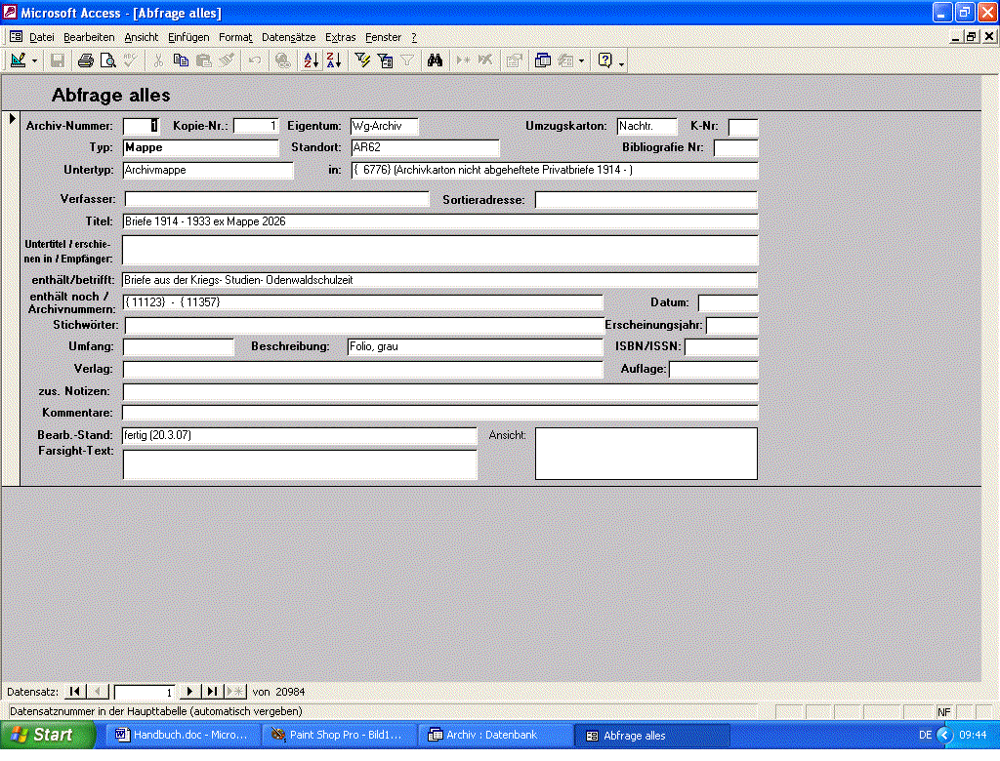 Microsoft Access - [Abfrage alles]
Datei Bearbeiten Ansicht Einfügen Format Datensätze Extras Fenster ?
Abfrage alles
Archiv-Nummer: 1 Kopie-Nr.: 1 Eigentum: Wg-Archiv Umzugskarton: Nachtr. K-Nr:
Typ: Mappe Standort: AR62 Bibliografie Nr:
Untertyp: Archivmappe in: { 6776} (Archivkarton nicht abgeheftete Privatbriefe 1914 - )
Verfasser: Sortieradresse:
Titel: Briefe 1914 - 1933 ex Mappe 2026
Untertitel / erschie-
nen in / Empfänger:
enthält/betrifft: Briefe aus der Kriegs- Studien- Odenwaldschulzeit
enthält noch /
Archivnummern: { 11123} - { 11357} Datum:
Stichwörter: Erscheinungsjahr:
Umfang: Beschreibung: Folio, grau ISBN/ISSN:
Verlag: Auflage:
zus. Notizen:
Kommentare:
Bearb.-Stand: fertig (20.3.07) Ansicht:
Farsight-Text:
Datensatz: 1 von 20984
Datensatznummer in der Haupttabelle (automatisch vergeben) NF
Start Handbuch.doc - Micro... Paint Shop Pro - Bild1... Archiv : Datenbank Abfrage alles DE 09:44